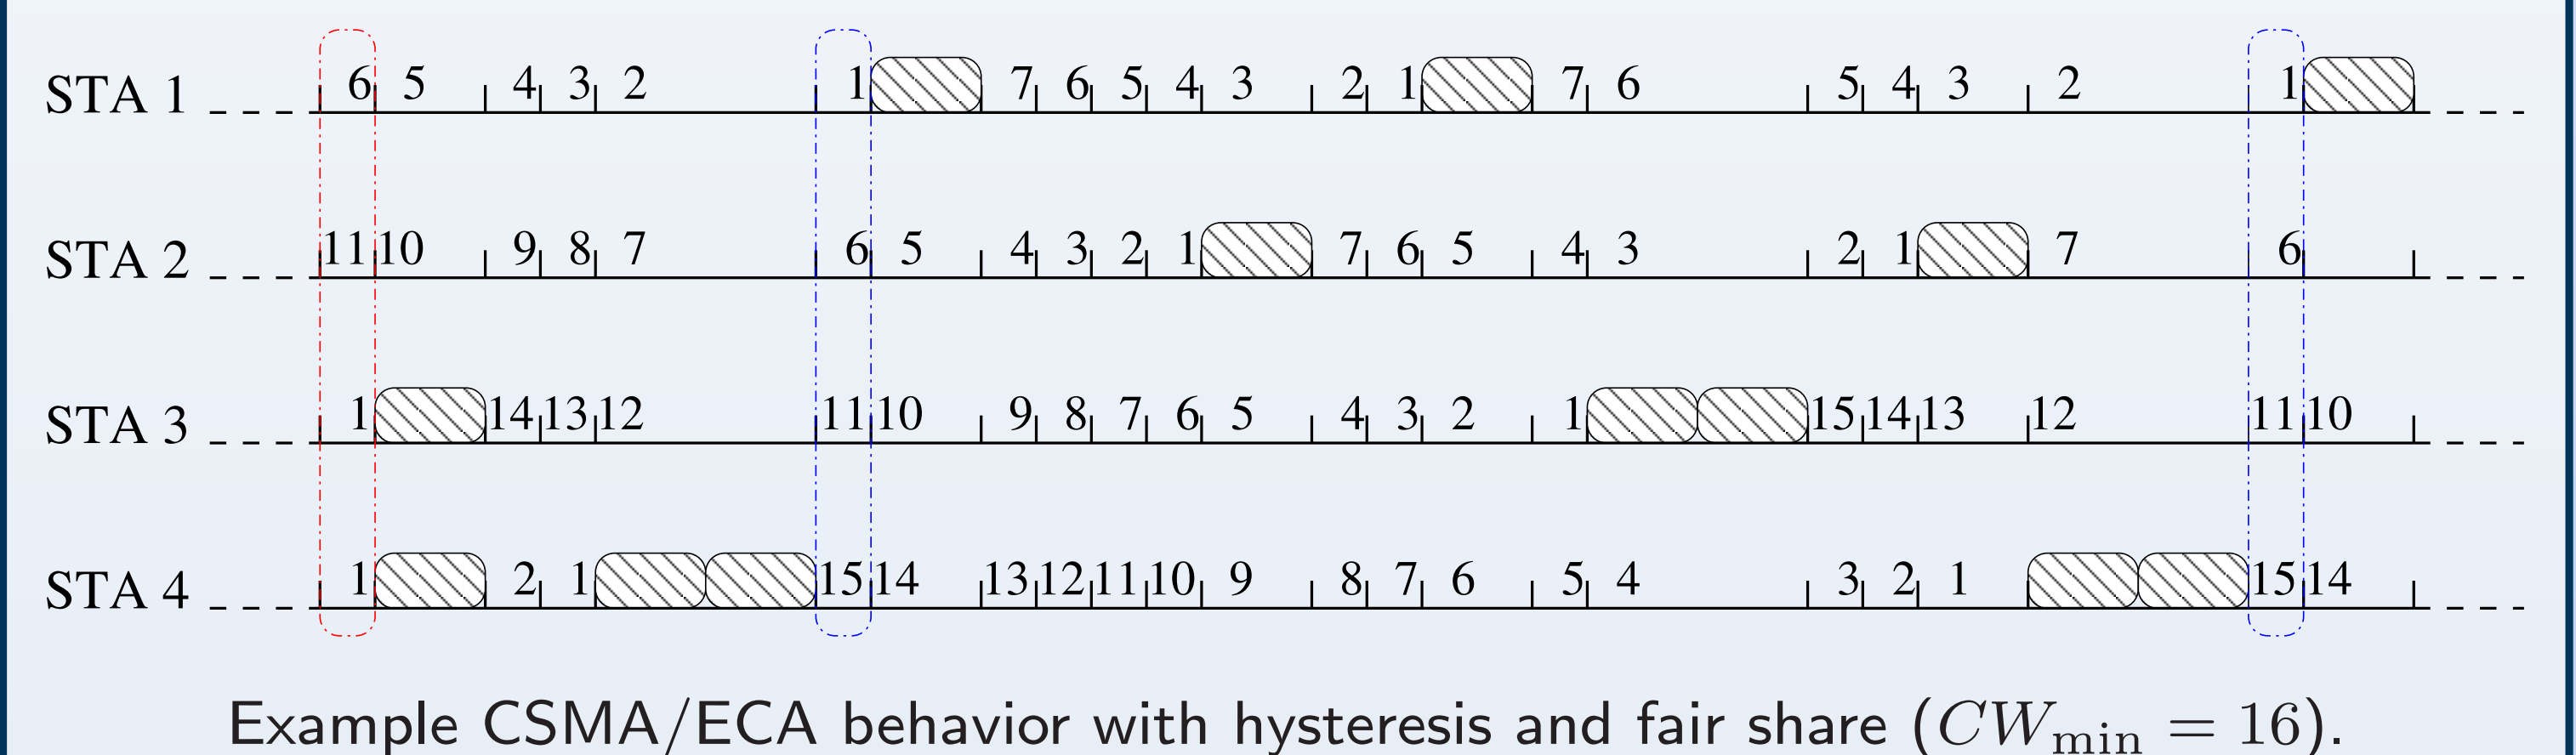 STA 1 6 5 4 3 2 1 7 6 5 4 3 2 1 7 6 5 4 3 2 1
STA 2 11 10 9 8 7 6 5 4 3 2 1 7 6 5 4 3 2 1 7 6
STA 3 1 14 13 12 11 10 9 8 7 6 5 4 3 2 1 15 14 13 12 11 10
STA 4 1 2 1 15 14 13 12 11 10 9 8 7 6 5 4 3 2 1 15 14
Example CSMA/ECA behavior with hysteresis and fair share (CWmin = 16).